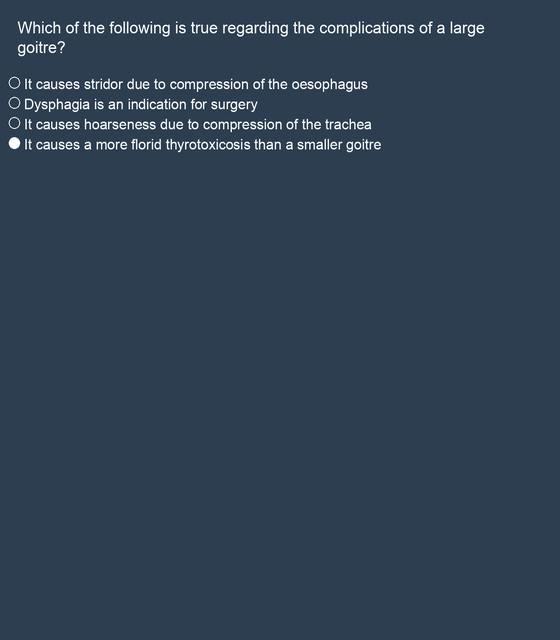 Which of the following is true regarding the complications of a large
goitre?
It causes stridor due to compression of the oesophagus
Dysphagia is an indication for surgery
It causes hoarseness due to compression of the trachea
It causes a more florid thyrotoxicosis than a smaller goitre